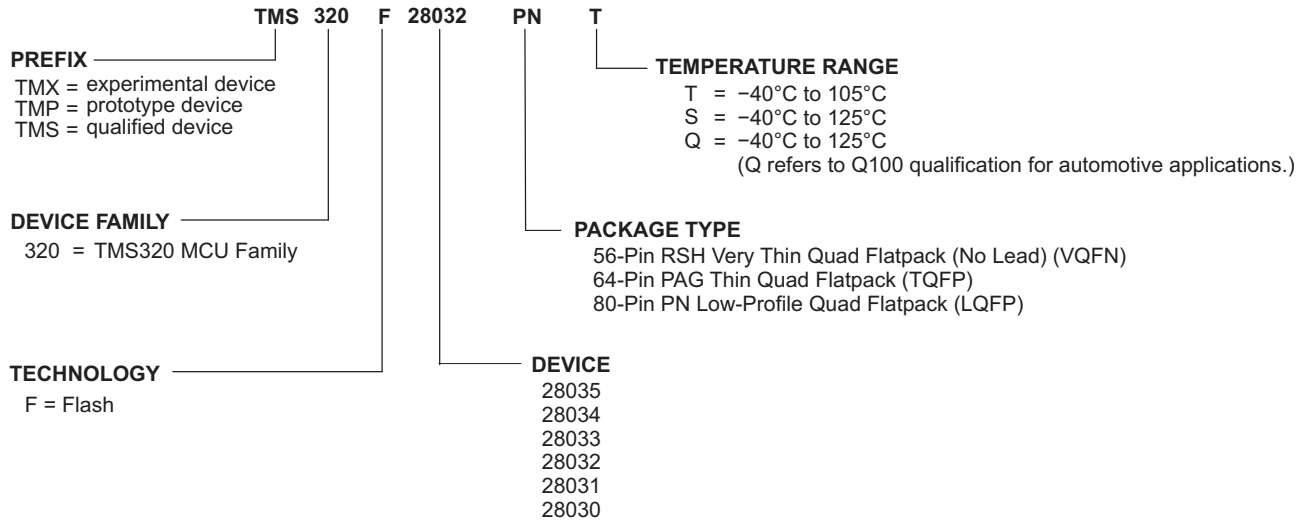 TMS 320 F 28032 PN T
PREFIX
TMX = experimental device
TMP = prototype device
TMS = qualified device
TEMPERATURE RANGE
T = −40°C to 105°C
S = −40°C to 125°C
Q = −40°C to 125°C
(Q refers to Q100 qualification for automotive applications.)
DEVICE FAMILY
320 = TMS320 MCU Family
PACKAGE TYPE
56-Pin RSH Very Thin Quad Flatpack (No Lead) (VQFN)
64-Pin PAG Thin Quad Flatpack (TQFP)
80-Pin PN Low-Profile Quad Flatpack (LQFP)
TECHNOLOGY
F = Flash
DEVICE
28035
28034
28033
28032
28031
28030